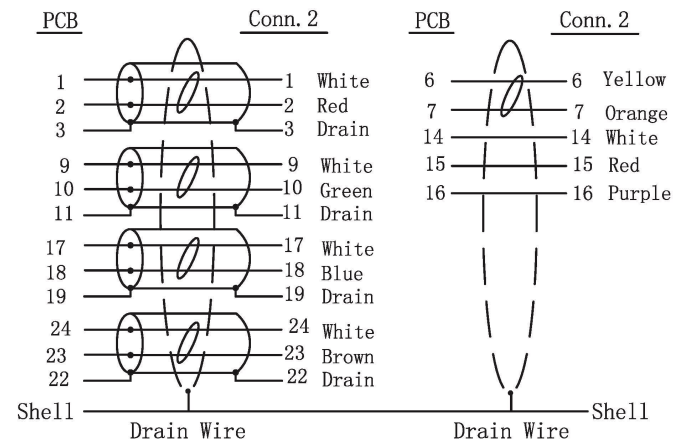 PCB Conn. 2 PCB Conn. 2
1 1 White 6 6 Yellow
2 2 Red 7 7 Orange
3 3 Drain 14 14 White
9 9 White 15 15 Red
10 10 Green 16 16 Purple
11 11 Drain
17 17 White
18 18 Blue
19 19 Drain
24 24 White
23 23 Brown
22 22 Drain
Shell Shell
Drain Wire Drain Wire